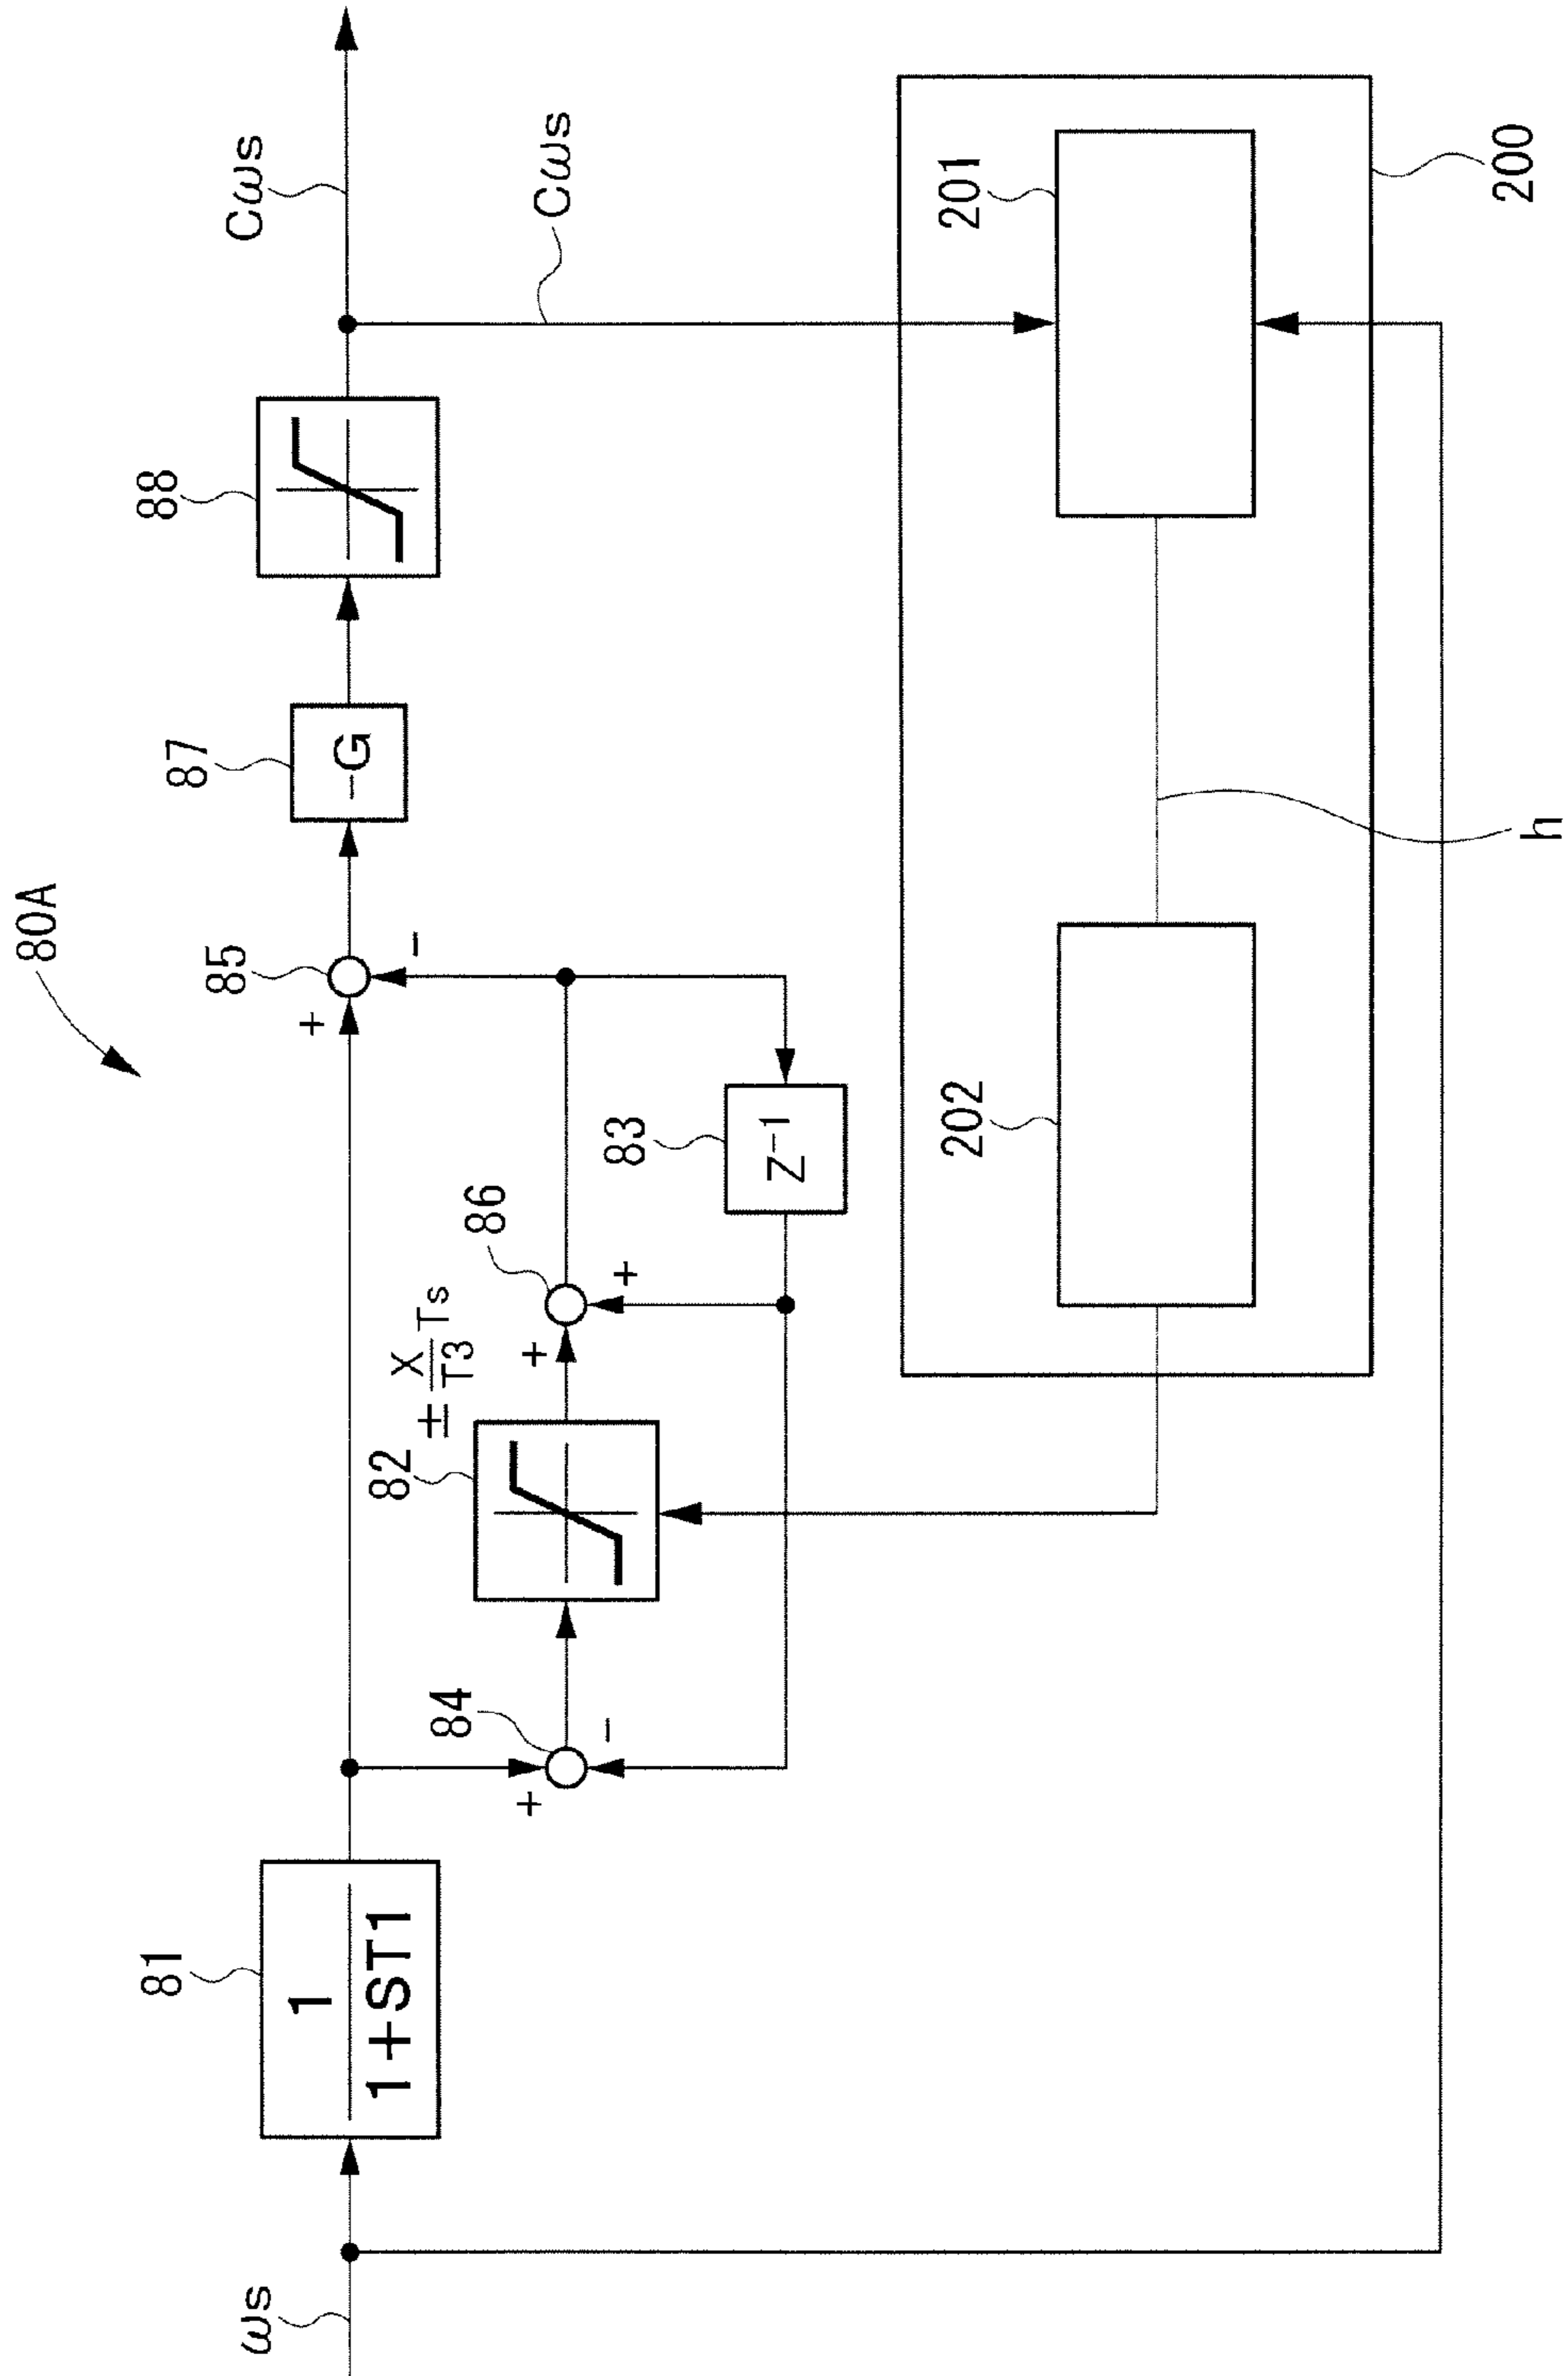 80A
ωs
81
1
1+ST1
84
+
−
82
± X/T3 Ts
+
86
+
83
Z⁻¹
85
+
−
87
−G
88
Cωs
Cωs
202
201
h
200